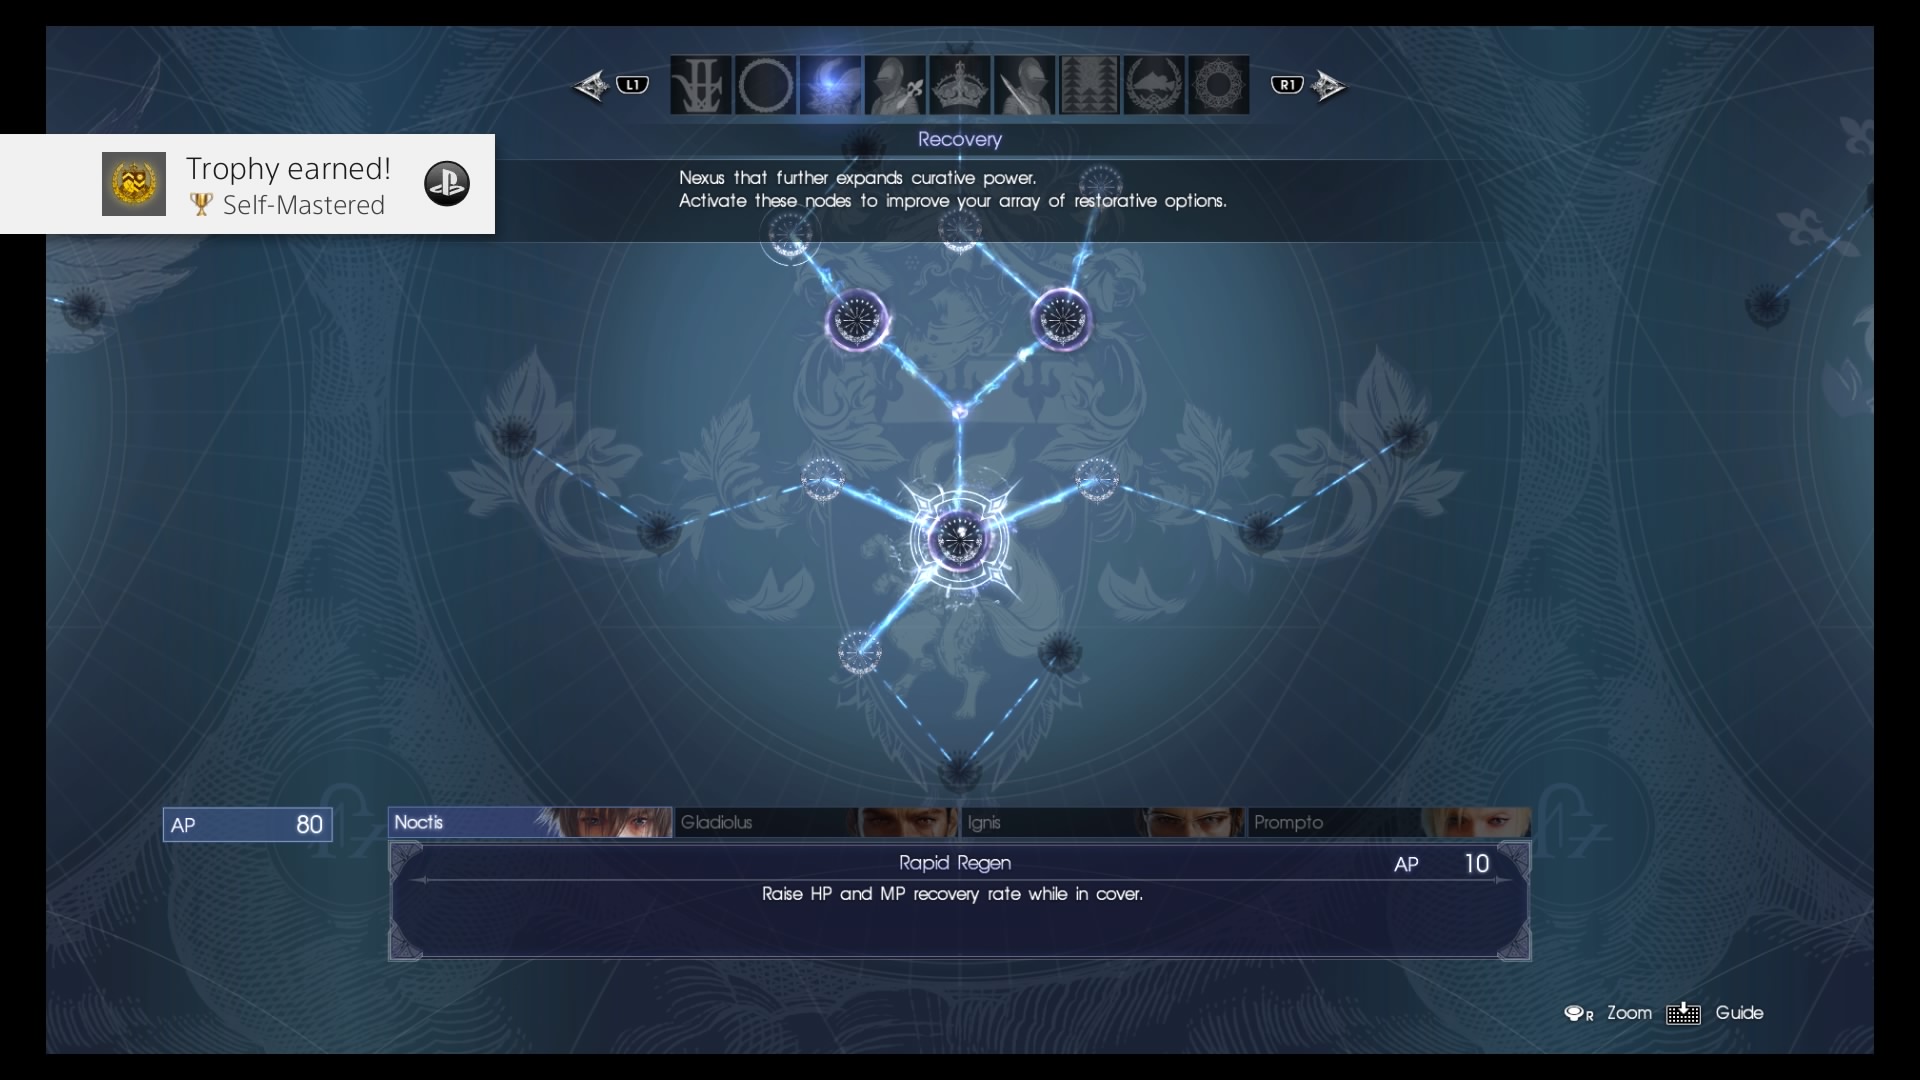 L1
R1
Recovery
Trophy earned!
Self-Mastered
Nexus that further expands curative power.
Activate these nodes to improve your array of restorative options.
AP 80
Noctis
Gladiolus
Ignis
Prompto
Rapid Regen
AP 10
Raise HP and MP recovery rate while in cover.
R Zoom
Guide